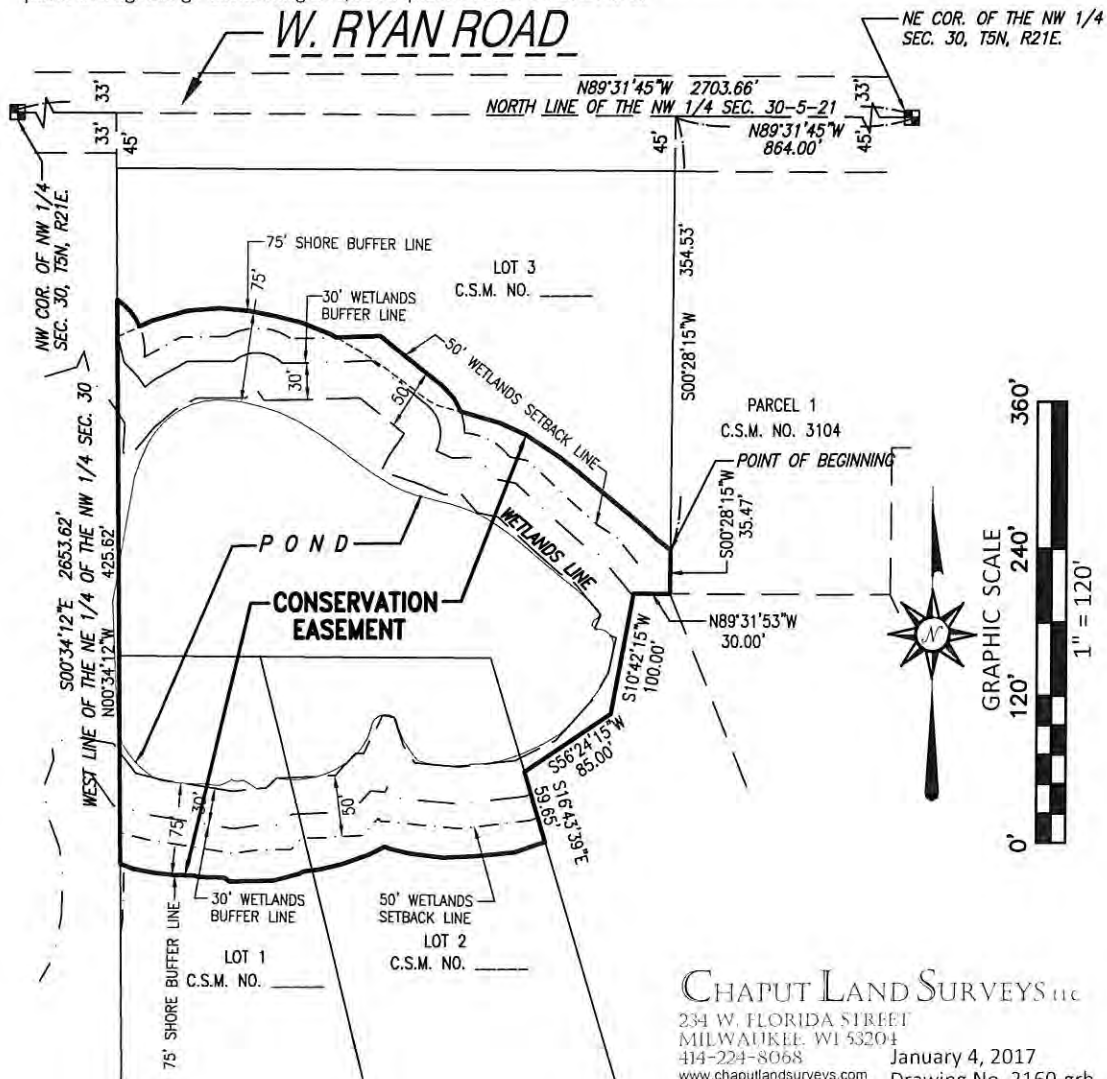 W. RYAN ROAD
NE COR. OF THE NW 1/4
SEC. 30, T5N, R21E.
33'
N89°31'45"W 2703.66'
33'
NORTH LINE OF THE NW 1/4 SEC. 30-5-21
33'
45'
45'
N89°31'45"W
864.00'
45'
NW COR. OF NW 1/4
SEC. 30, T5N, R21E.
75' SHORE BUFFER LINE
LOT 3
C.S.M. NO.
354.53'
S00°28'15"W
75'
30' WETLANDS
BUFFER LINE
50' WETLANDS SETBACK LINE
30'
50'
PARCEL 1
C.S.M. NO. 3104
POINT OF BEGINNING
S00°28'15"W
35.47'
WEST LINE OF THE NE 1/4 OF THE NW 1/4 SEC. 30
S00°34'12"E 2653.62'
N00°34'12"W
425.62'
POND
WETLANDS LINE
CONSERVATION
EASEMENT
N89°31'53"W
30.00'
N
GRAPHIC SCALE
1" = 120'
360'
240'
120'
0'
S10°42'15"W
100.00'
S56°24'15"W
85.00'
S16°43'39"E
59.65'
75'
30'
50'
30' WETLANDS
BUFFER LINE
50' WETLANDS
SETBACK LINE
LOT 1
C.S.M. NO.
LOT 2
C.S.M. NO.
75' SHORE BUFFER LINE
CHAPUT LAND SURVEYS LLC
234 W. FLORIDA STREET
MILWAUKEE, WI 53204
414-224-8068
www.chaputlandsurveys.com
January 4, 2017
Drawing No. 2160-grb